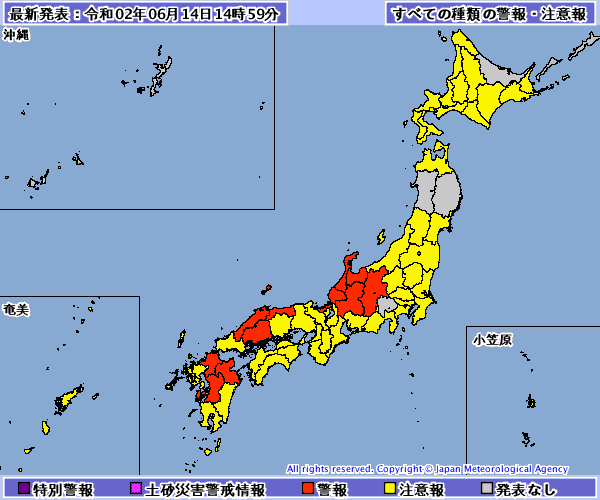 最新発表：令和02年06月14日14時59分
すべての種類の警報・注意報
沖縄
奄美
小笠原
All rights reserved. Copyright © Japan Meteorological Agency
特別警報
土砂災害警戒情報
警報
注意報
発表なし